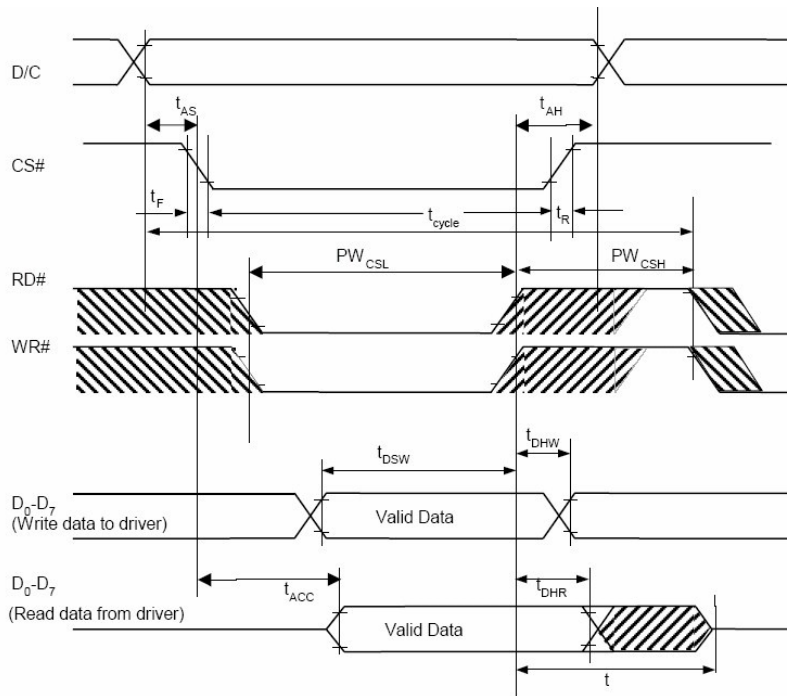 D/C
tAS
tAH
CS#
tF
tcycle
tR
PWCSL
PWCSH
RD#
WR#
tDSW
tDHW
D0-D7
(Write data to driver)
Valid Data
D0-D7
(Read data from driver)
tACC
tDHR
Valid Data
t